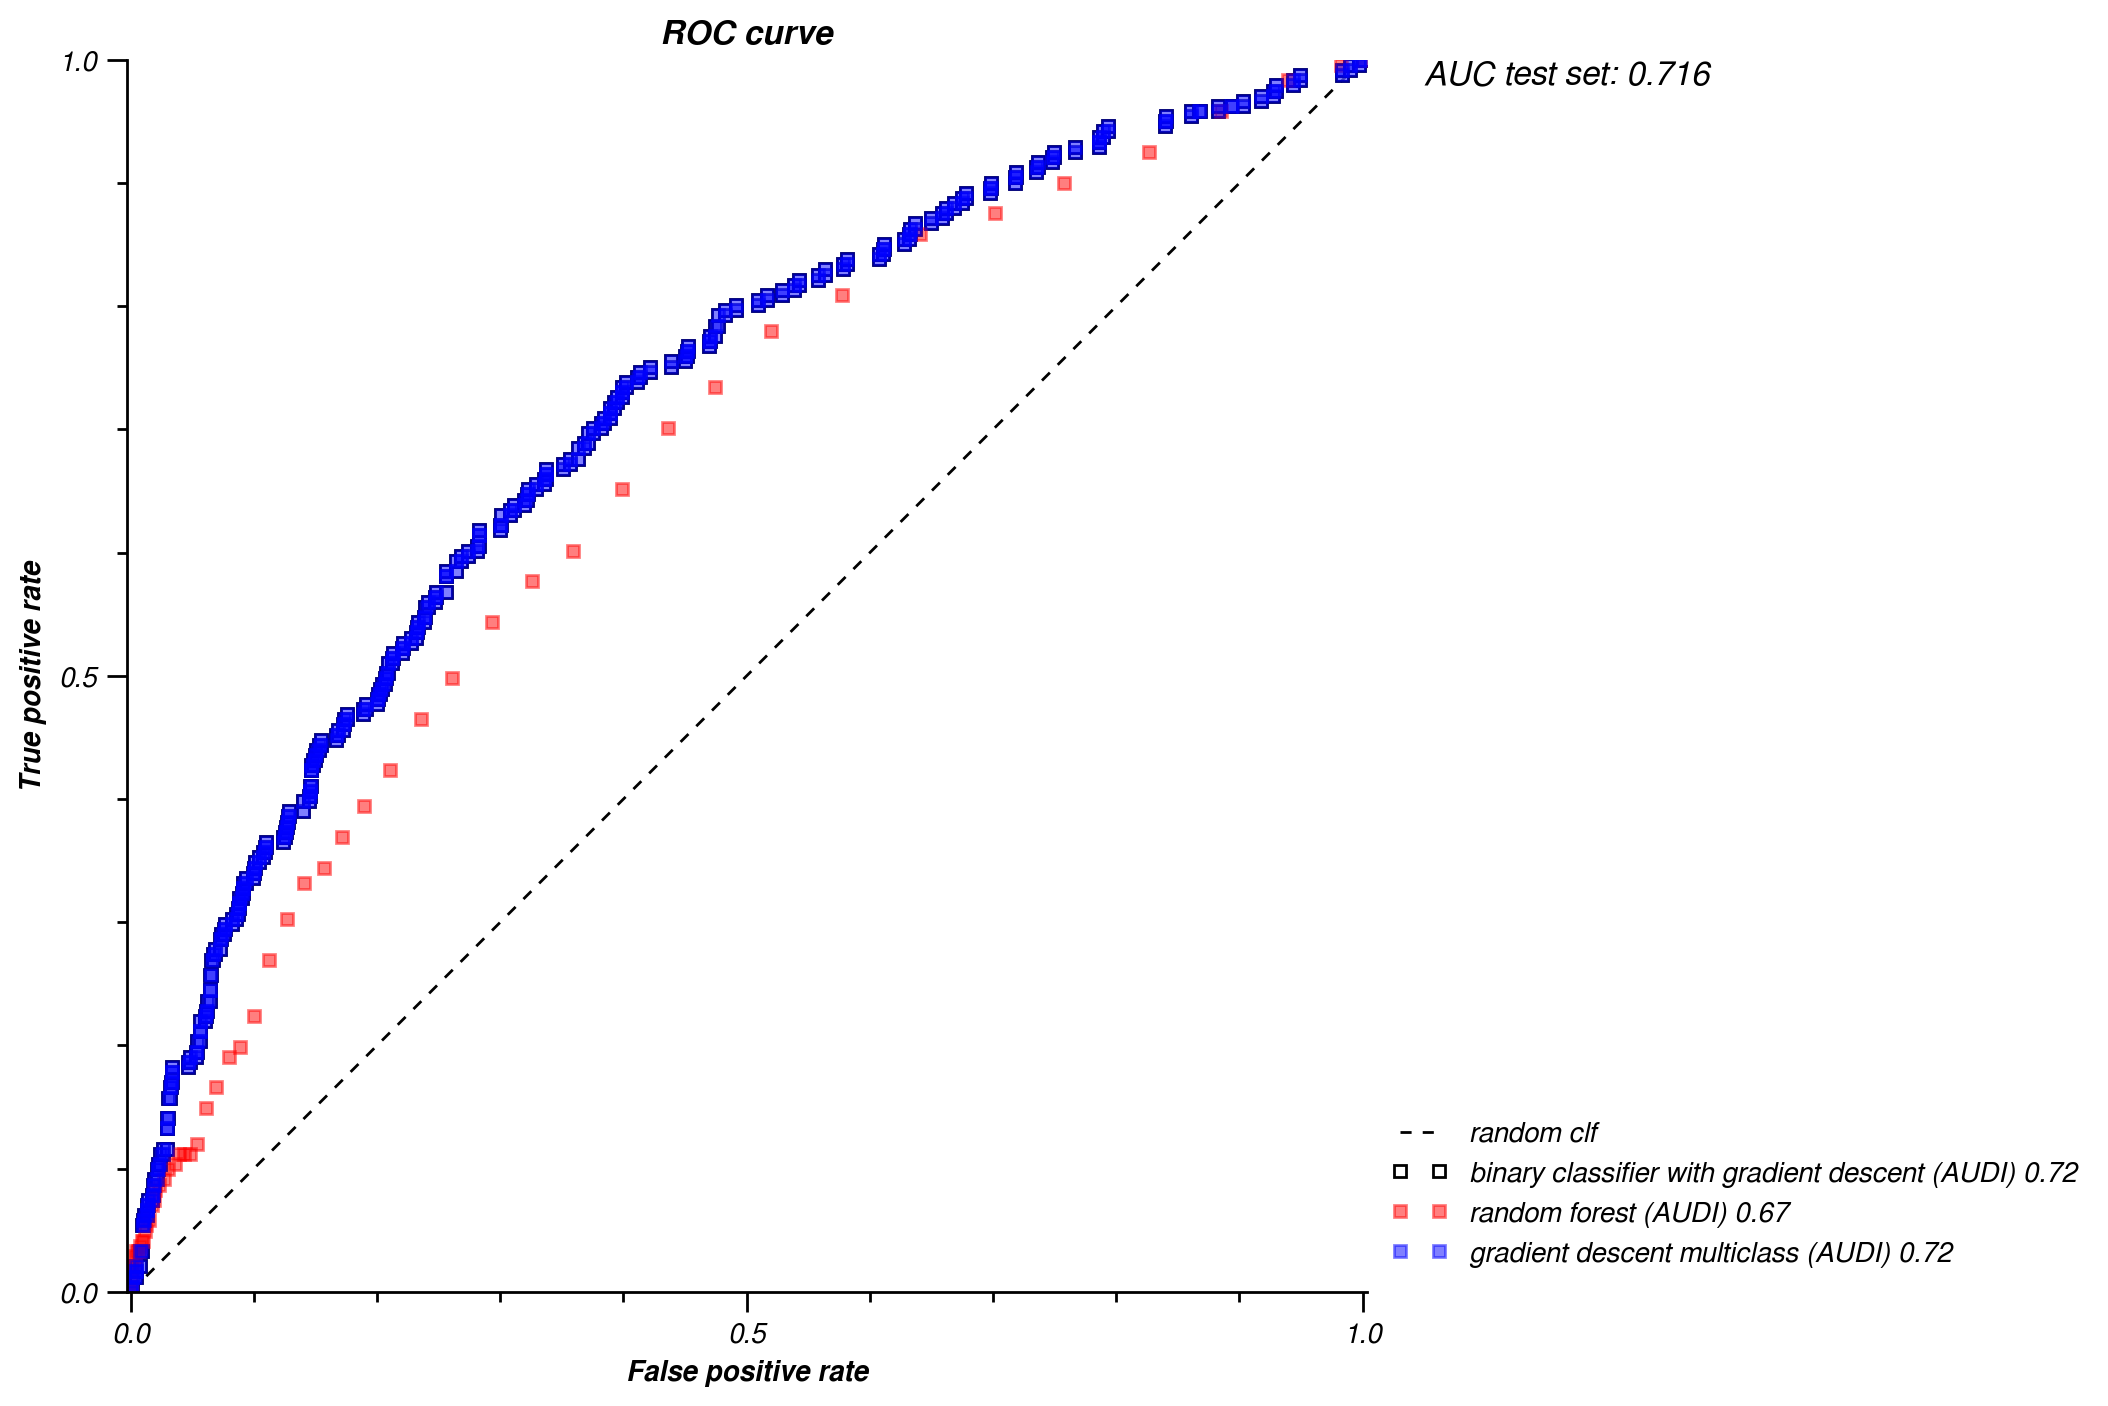 ROC curve
1.0
AUC test set: 0.716
True positive rate
0.5
random clf
binary classifier with gradient descent (AUDI) 0.72
random forest (AUDI) 0.67
gradient descent multiclass (AUDI) 0.72
0.0
0.0 0.5 1.0
False positive rate